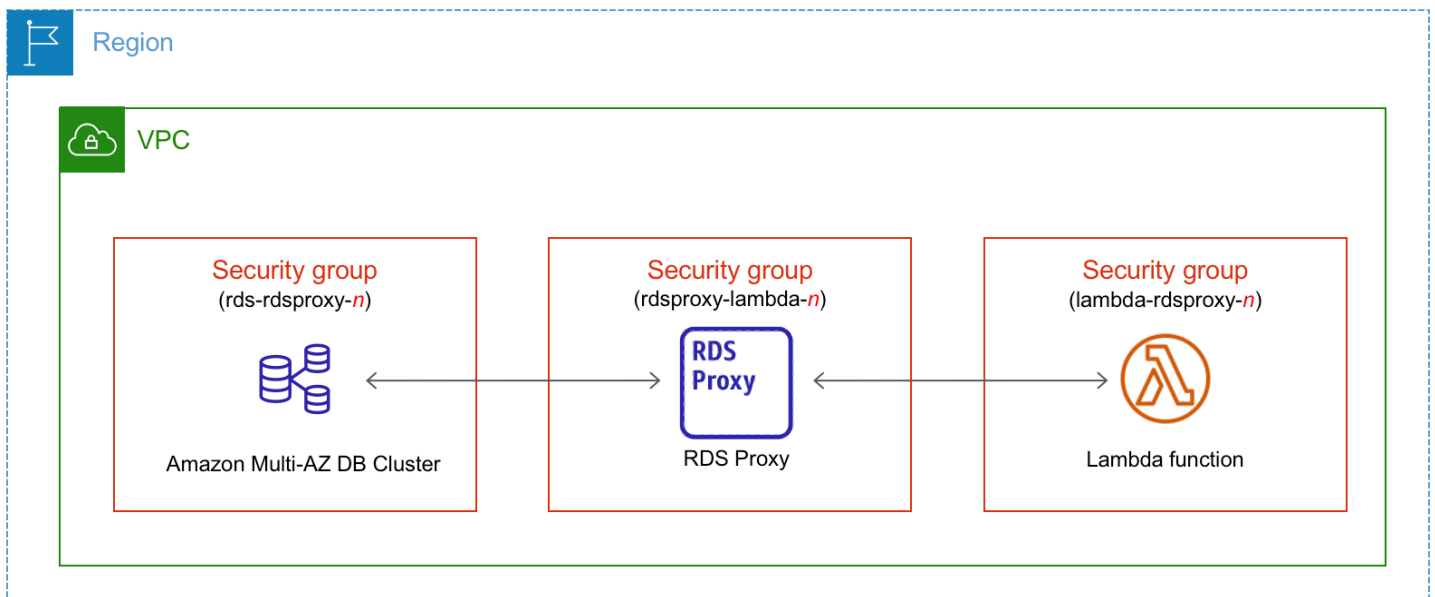 Region
VPC
Security group
(rds-rdsproxy-n)
Amazon Multi-AZ DB Cluster
Security group
(rdsproxy-lambda-n)
RDS
Proxy
RDS Proxy
Security group
(lambda-rdsproxy-n)
Lambda function